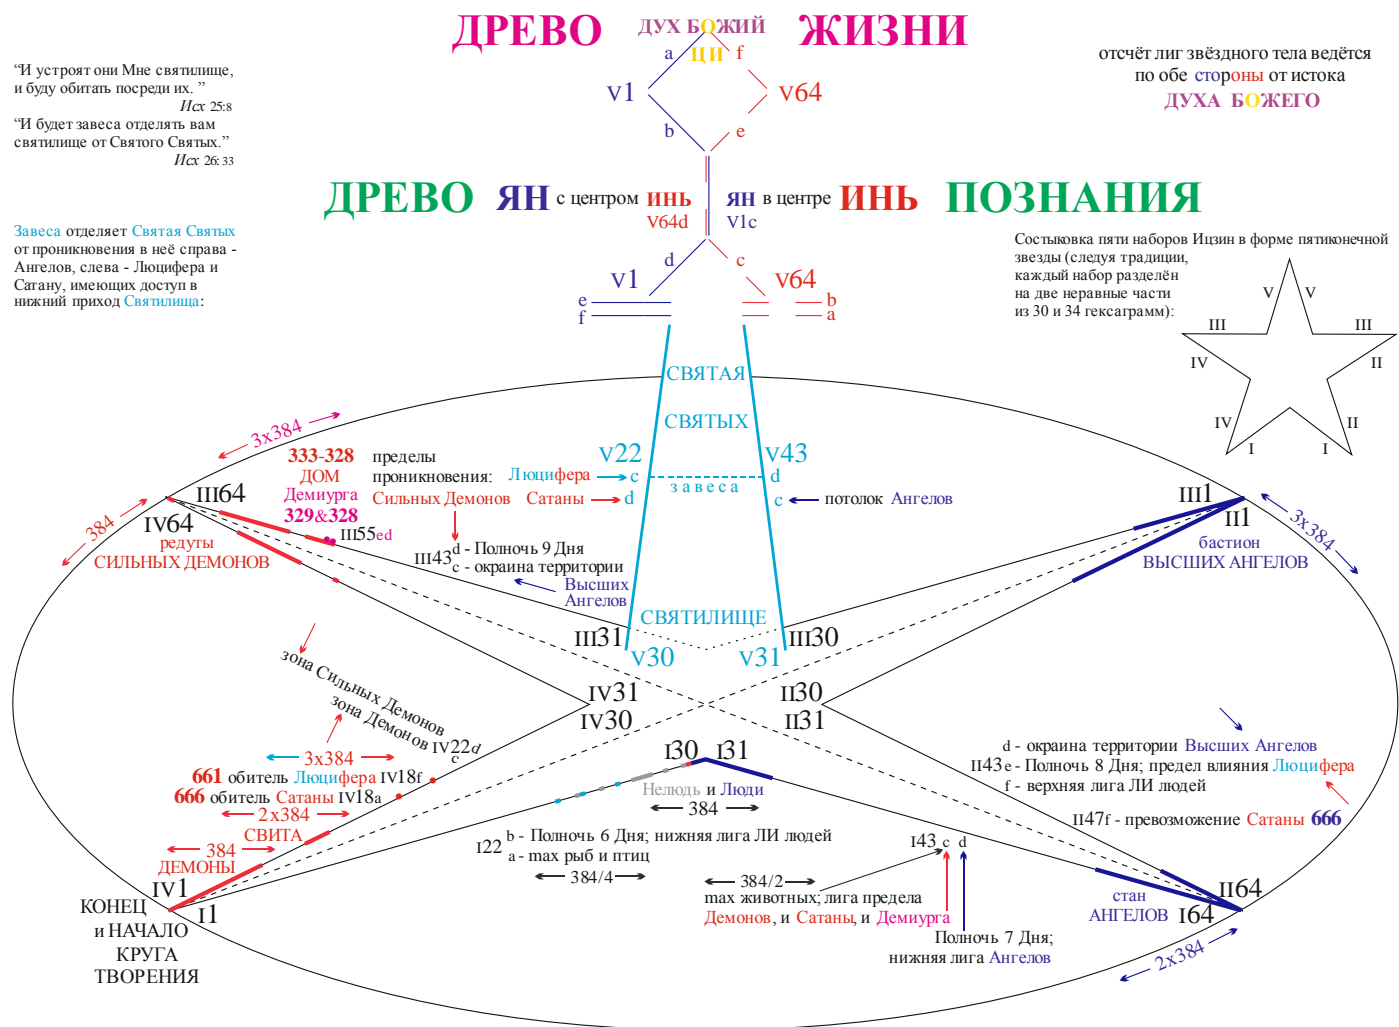 ДРЕВО ДУХ БОЖИЙ ЖИЗНИ
ЦИ
a f
v1 v64
b e
“И устроят они Мне святилище,
и буду обитать посреди их. ”
Исх 25:8
“И будет завеса отделять вам
святилище от Святого Святых.”
Исх 26:33
отсчёт лиг звёздного тела ведётся
по обе стороны от истока
ДУХА БОЖЕГО
ДРЕВО ЯН с центром ИНЬ ЯН в центре ИНЬ ПОЗНАНИЯ
v64d v1c
d c
v1 v64
e b
f a
Завеса отделяет Святая Святых
от проникновения в неё справа -
Ангелов, слева - Люцифера и
Сатану, имеющих доступ в
нижний приход Святилища:
Состыковка пяти наборов Ицзин в форме пятиконечной
звезды (следуя традиции,
каждый набор разделён
на две неравные части
из 30 и 34 гексаграмм):
V V
III III
IV II
IV II
I I
СВЯТАЯ
СВЯТЫХ
v22 v43
c d
завеса
d c
СВЯТИЛИЩЕ
v30 v31
3x384
384
333-328
ДОМ
Демиурга
329&328
пределы
проникновения: Люцифера
Сильных Демонов Сатаны
потолок Ангелов
III64
IV64
редуты
СИЛЬНЫХ ДЕМОНОВ
III55ed
III43 d - Полночь 9 Дня
c - окраина территории
Высших
Ангелов
III1
II1
бастион
ВЫСШИХ АНГЕЛОВ
3x384
III31 III30
IV31 II30
IV30 II31
зона Сильных Демонов
зона Демонов IV22d
c
3x384
661 обитель Люцифера IV18f
666 обитель Сатаны IV18a
2x384
СВИТА
384
ДЕМОНЫ
IV1
I1
КОНЕЦ
и НАЧАЛО
КРУГА
ТВОРЕНИЯ
I30 I31
Нелюдь и Люди
384
I22 b - Полночь 6 Дня; нижняя лига ЛИ людей
a - max рыб и птиц
384/4
384/2
max животных; лига предела
Демонов, и Сатаны, и Демиурга
I43 c d
Полночь 7 Дня;
нижняя лига Ангелов
d - окраина территории Высших Ангелов
II43 e - Полночь 8 Дня; предел влияния Люцифера
f - верхняя лига ЛИ людей
II47f - превозможение Сатаны 666
стан
АНГЕЛОВ
II64
I64
2x384